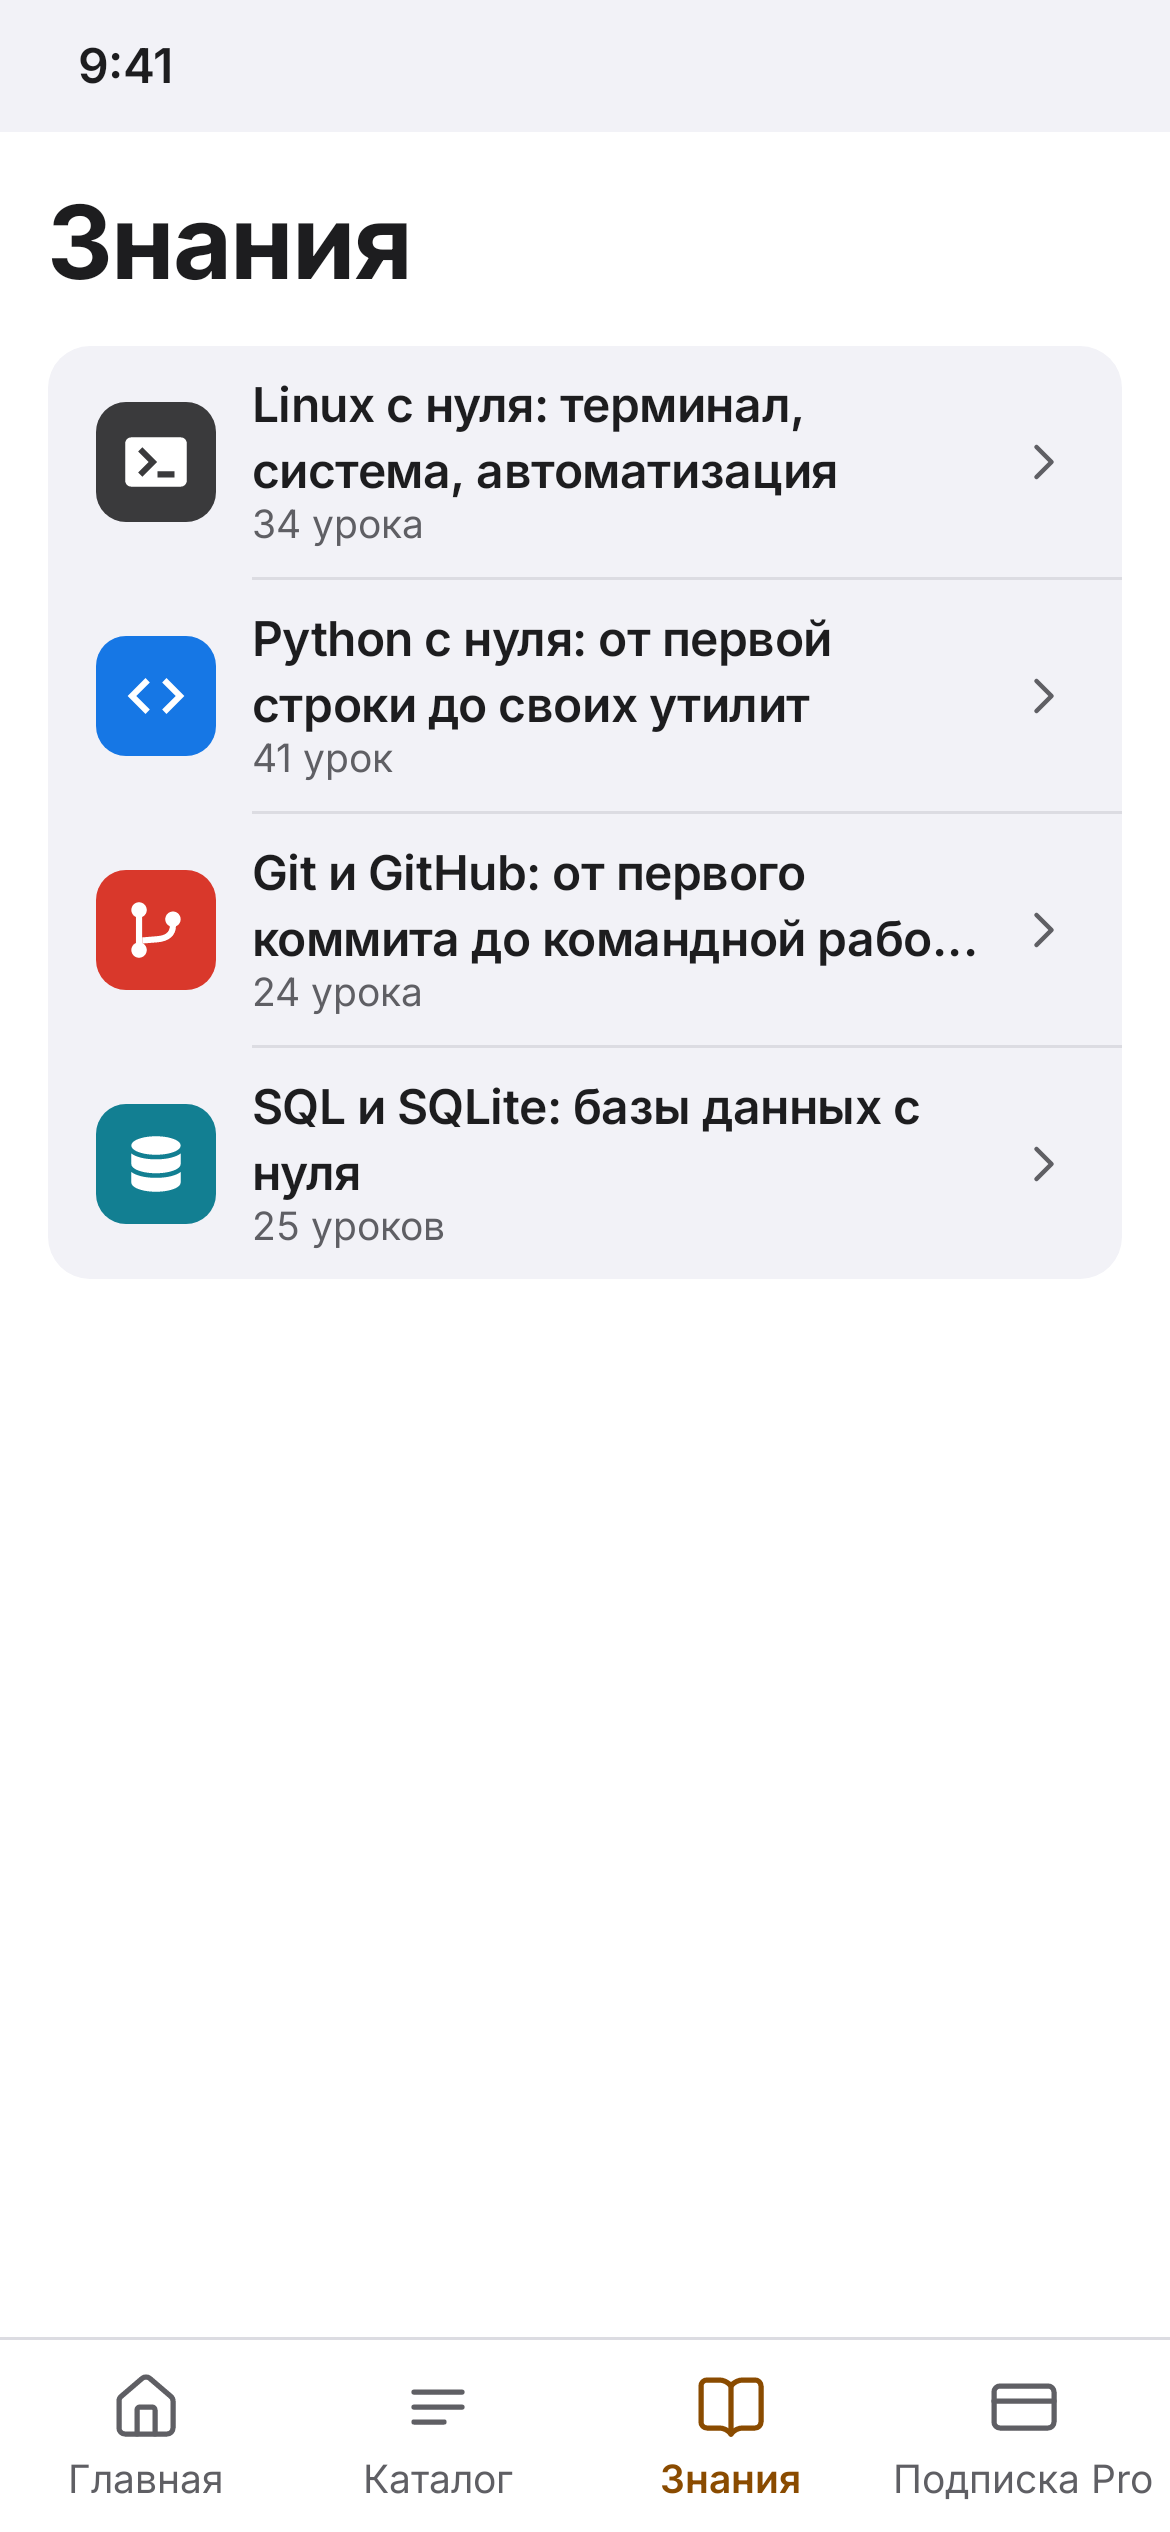 9:41
Знания
Linux с нуля: терминал,
система, автоматизация
34 урока
Python с нуля: от первой
строки до своих утилит
41 урок
Git и GitHub: от первого
коммита до командной рабо...
24 урока
SQL и SQLite: базы данных с
нуля
25 уроков
Главная
Каталог
Знания
Подписка Pro